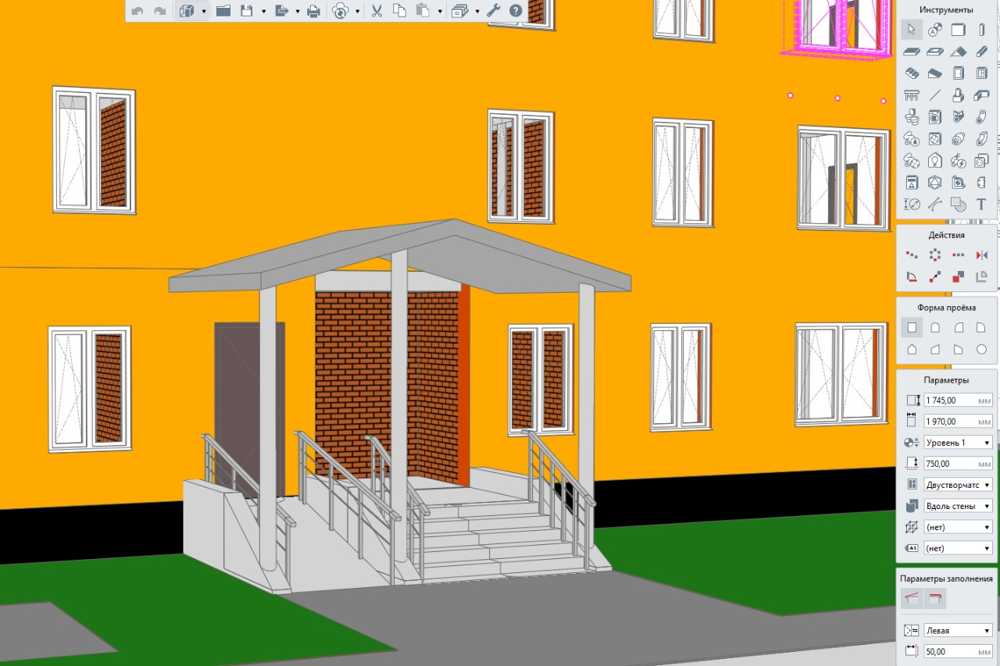 Инструменты
Действия
Форма проёма
Параметры
1 745,00 мм
1 970,00 мм
Уровень 1
750,00 мм
Двустворчатс
Вдоль стены
(нет)
A1 (нет)
Параметры заполнения
Левая
50,00 мм